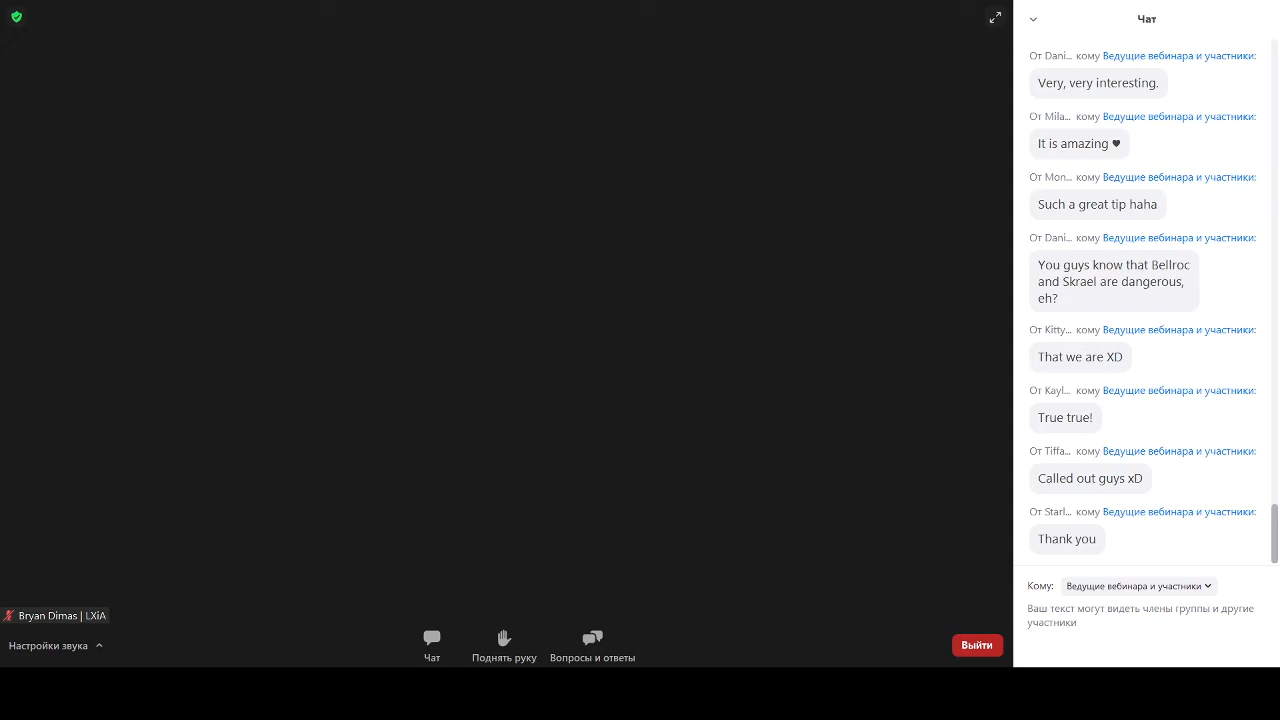 Чат
От Dani... кому Ведущие вебинара и участники:
Very, very interesting.
От Mila... кому Ведущие вебинара и участники:
It is amazing ♥
От Mon... кому Ведущие вебинара и участники:
Such a great tip haha
От Dani... кому Ведущие вебинара и участники:
You guys know that Bellroc
and Skrael are dangerous,
eh?
От Kitty... кому Ведущие вебинара и участники:
That we are XD
От Kayl... кому Ведущие вебинара и участники:
True true!
От Tiffa... кому Ведущие вебинара и участники:
Called out guys xD
От Starl... кому Ведущие вебинара и участники:
Thank you
Кому: Ведущие вебинара и участники
Ваш текст могут видеть члены группы и другие
участники
Bryan Dimas | LXiA
Настройки звука
Чат
Поднять руку
Вопросы и ответы
Выйти